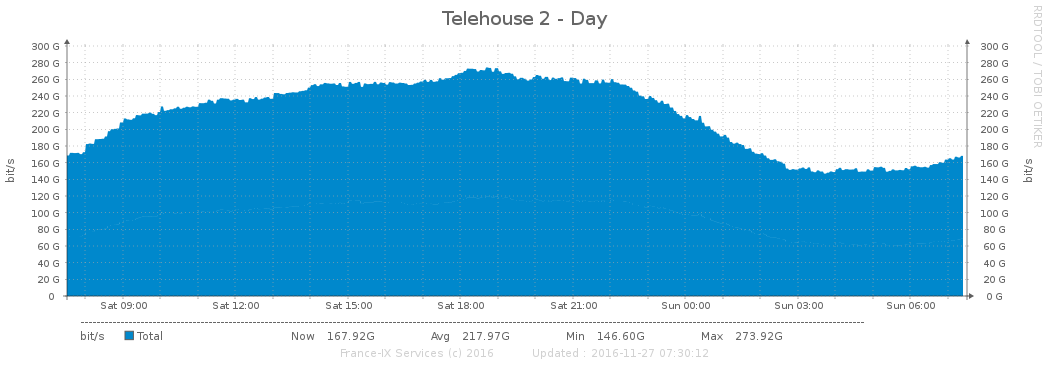 Telehouse 2 - Day
RRDTOOL / TOBI OETIKER
300 G 300 G
280 G 280 G
260 G 260 G
240 G 240 G
220 G 220 G
200 G 200 G
180 G 180 G
160 G 160 G
140 G 140 G
120 G 120 G
100 G 100 G
80 G 80 G
60 G 60 G
40 G 40 G
20 G 20 G
0 0 G
bit/s
bit/s
Sat 09:00 Sat 12:00 Sat 15:00 Sat 18:00 Sat 21:00 Sun 00:00 Sun 03:00 Sun 06:00
bit/s Total Now 167.92G Avg 217.97G Min 146.60G Max 273.92G
France-IX Services (c) 2016 Updated : 2016-11-27 07:30:12